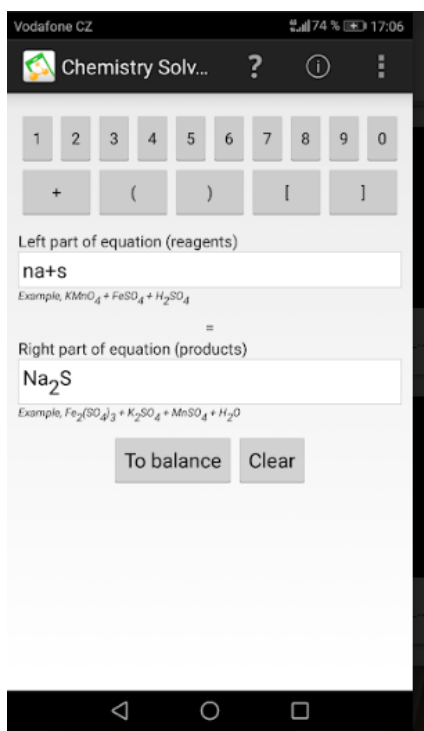 Vodafone CZ 74 % 17:06
Chemistry Solv... ?
1 2 3 4 5 6 7 8 9 0
+ ( ) [ ]
Left part of equation (reagents)
na+s
Example, KMnO₄ + FeSO₄ + H₂SO₄
=
Right part of equation (products)
Na₂S
Example, Fe₂(SO₄)₃ + K₂SO₄ + MnSO₄ + H₂O
To balance Clear